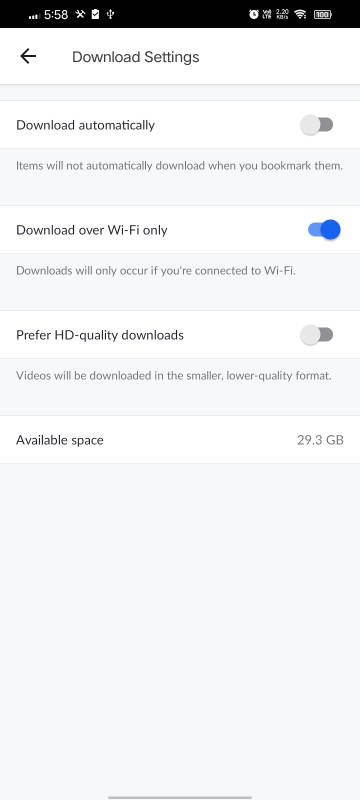 5:58
VoD LTE 2.20 KB/s 100
Download Settings
Download automatically
Items will not automatically download when you bookmark them.
Download over Wi-Fi only
Downloads will only occur if you're connected to Wi-Fi.
Prefer HD-quality downloads
Videos will be downloaded in the smaller, lower-quality format.
Available space 29.3 GB